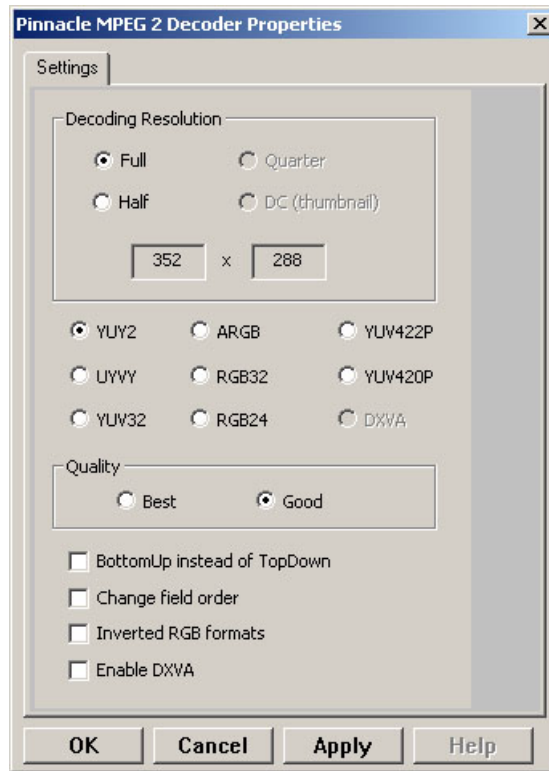 Pinnacle MPEG 2 Decoder Properties
Settings
Decoding Resolution
Full Quarter
Half DC (thumbnail)
352 x 288
YUY2 ARGB YUV422P
UYVY RGB32 YUV420P
YUV32 RGB24 DXVA
Quality
Best Good
BottomUp instead of TopDown
Change field order
Inverted RGB formats
Enable DXVA
OK Cancel Apply Help